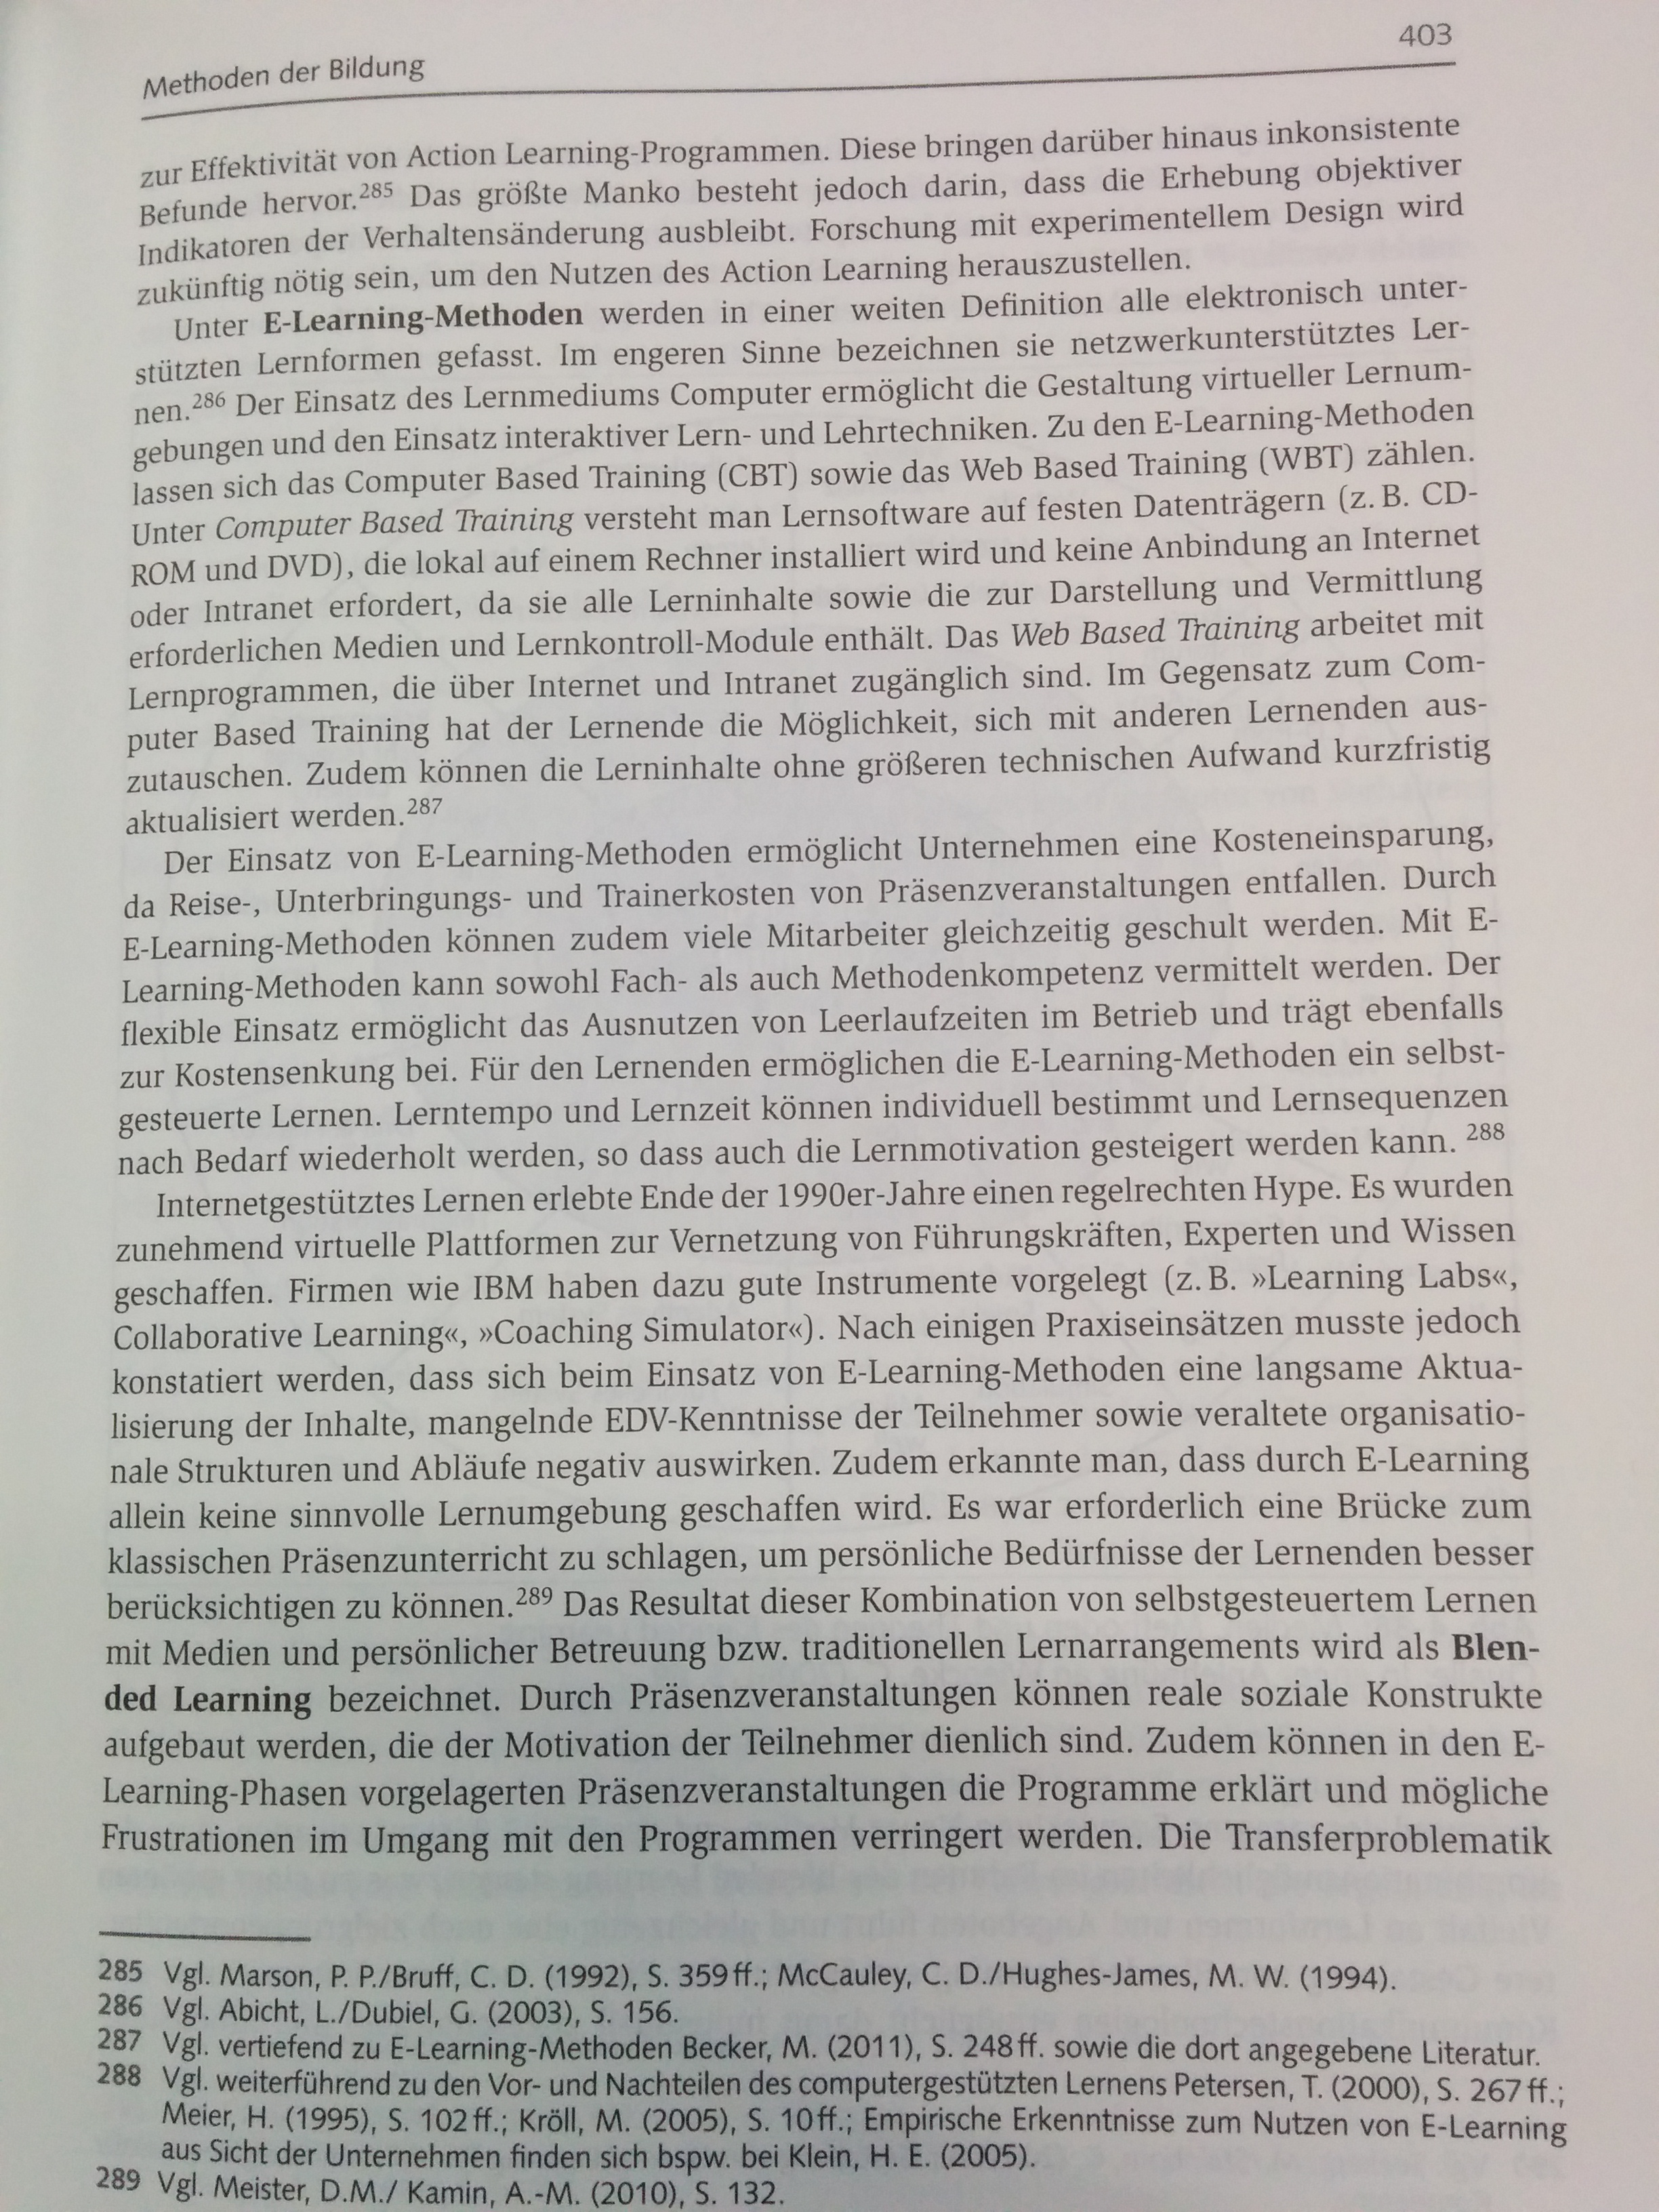 Methoden der Bildung
403
zur Effektivität von Action Learning-Programmen. Diese bringen darüber hinaus inkonsistente
Befunde hervor.285 Das größte Manko besteht jedoch darin, dass die Erhebung objektiver
Indikatoren der Verhaltensänderung ausbleibt. Forschung mit experimentellem Design wird
zukünftig nötig sein, um den Nutzen des Action Learning herauszustellen.
Unter E-Learning-Methoden werden in einer weiten Definition alle elektronisch unter-
stützten Lernformen gefasst. Im engeren Sinne bezeichnen sie netzwerkunterstütztes Ler-
nen.286 Der Einsatz des Lernmediums Computer ermöglicht die Gestaltung virtueller Lernum-
gebungen und den Einsatz interaktiver Lern- und Lehrtechniken. Zu den E-Learning-Methoden
lassen sich das Computer Based Training (CBT) sowie das Web Based Training (WBT) zählen.
Unter Computer Based Training versteht man Lernsoftware auf festen Datenträgern (z. B. CD-
ROM und DVD), die lokal auf einem Rechner installiert wird und keine Anbindung an Internet
oder Intranet erfordert, da sie alle Lerninhalte sowie die zur Darstellung und Vermittlung
erforderlichen Medien und Lernkontroll-Module enthält. Das Web Based Training arbeitet mit
Lernprogrammen, die über Internet und Intranet zugänglich sind. Im Gegensatz zum Com-
puter Based Training hat der Lernende die Möglichkeit, sich mit anderen Lernenden aus-
zutauschen. Zudem können die Lerninhalte ohne größeren technischen Aufwand kurzfristig
aktualisiert werden.287
Der Einsatz von E-Learning-Methoden ermöglicht Unternehmen eine Kosteneinsparung,
da Reise-, Unterbringungs- und Trainerkosten von Präsenzveranstaltungen entfallen. Durch
E-Learning-Methoden können zudem viele Mitarbeiter gleichzeitig geschult werden. Mit E-
Learning-Methoden kann sowohl Fach- als auch Methodenkompetenz vermittelt werden. Der
flexible Einsatz ermöglicht das Ausnutzen von Leerlaufzeiten im Betrieb und trägt ebenfalls
zur Kostensenkung bei. Für den Lernenden ermöglichen die E-Learning-Methoden ein selbst-
gesteuerte Lernen. Lerntempo und Lernzeit können individuell bestimmt und Lernsequenzen
nach Bedarf wiederholt werden, so dass auch die Lernmotivation gesteigert werden kann. 288
Internetgestütztes Lernen erlebte Ende der 1990er-Jahre einen regelrechten Hype. Es wurden
zunehmend virtuelle Plattformen zur Vernetzung von Führungskräften, Experten und Wissen
geschaffen. Firmen wie IBM haben dazu gute Instrumente vorgelegt (z. B. »Learning Labs«,
Collaborative Learning«, »Coaching Simulator«). Nach einigen Praxiseinsätzen musste jedoch
konstatiert werden, dass sich beim Einsatz von E-Learning-Methoden eine langsame Aktua-
lisierung der Inhalte, mangelnde EDV-Kenntnisse der Teilnehmer sowie veraltete organisatio-
nale Strukturen und Abläufe negativ auswirken. Zudem erkannte man, dass durch E-Learning
allein keine sinnvolle Lernumgebung geschaffen wird. Es war erforderlich eine Brücke zum
klassischen Präsenzunterricht zu schlagen, um persönliche Bedürfnisse der Lernenden besser
berücksichtigen zu können.289 Das Resultat dieser Kombination von selbstgesteuertem Lernen
mit Medien und persönlicher Betreuung bzw. traditionellen Lernarrangements wird als Blen-
ded Learning bezeichnet. Durch Präsenzveranstaltungen können reale soziale Konstrukte
aufgebaut werden, die der Motivation der Teilnehmer dienlich sind. Zudem können in den E-
Learning-Phasen vorgelagerten Präsenzveranstaltungen die Programme erklärt und mögliche
Frustrationen im Umgang mit den Programmen verringert werden. Die Transferproblematik
285 Vgl. Marson, P. P./Bruff, C. D. (1992), S. 359 ff.; McCauley, C. D./Hughes-James, M. W. (1994).
286 Vgl. Abicht, L./Dubiel, G. (2003), S. 156.
287 Vgl. vertiefend zu E-Learning-Methoden Becker, M. (2011), S. 248 ff. sowie die dort angegebene Literatur.
288 Vgl. weiterführend zu den Vor- und Nachteilen des computergestützten Lernens Petersen, T. (2000), S. 267 ff.;
Meier, H. (1995), S. 102 ff.; Kröll, M. (2005), S. 10 ff.; Empirische Erkenntnisse zum Nutzen von E-Learning
aus Sicht der Unternehmen finden sich bspw. bei Klein, H. E. (2005).
289 Vgl. Meister, D.M./ Kamin, A.-M. (2010), S. 132.